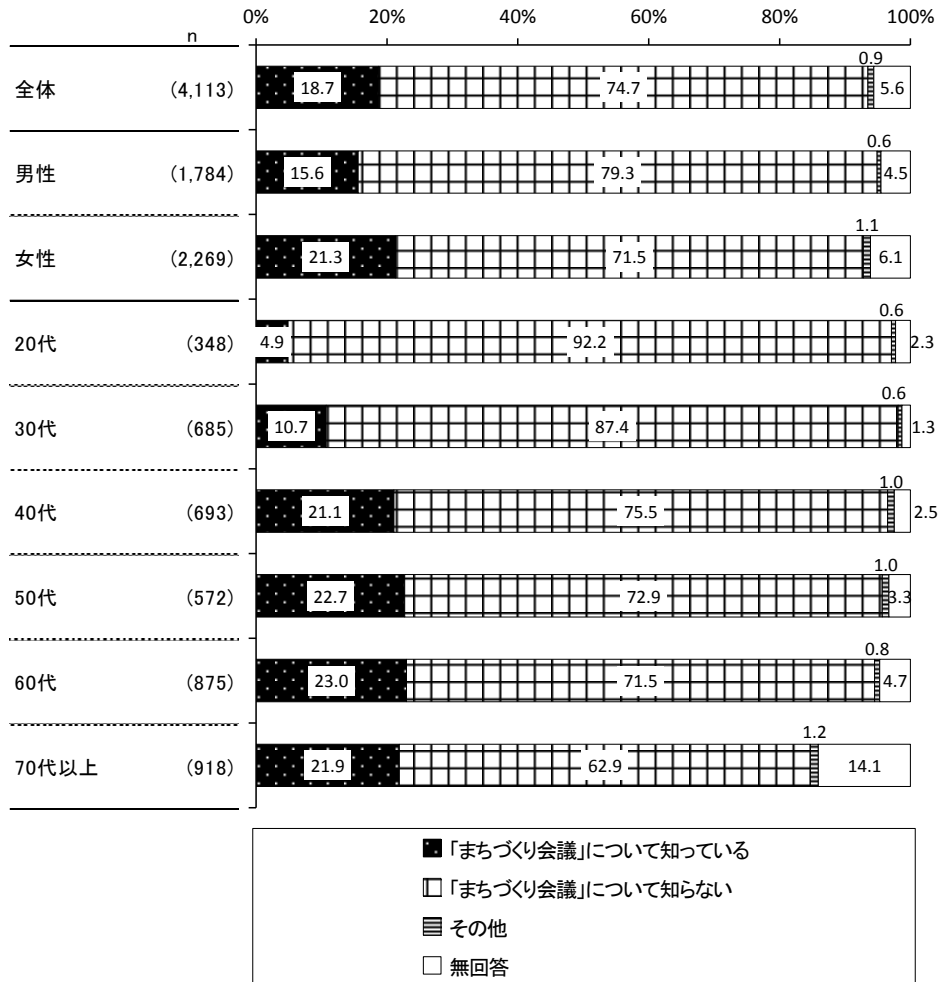 0% 20% 40% 60% 80% 100%
n
0.9
全体 (4,113) 18.7 74.7 5.6
0.6
男性 (1,784) 15.6 79.3 4.5
1.1
女性 (2,269) 21.3 71.5 6.1
0.6
20代 (348) 4.9 92.2 2.3
0.6
30代 (685) 10.7 87.4 1.3
1.0
40代 (693) 21.1 75.5 2.5
1.0
50代 (572) 22.7 72.9 3.3
0.8
60代 (875) 23.0 71.5 4.7
1.2
70代以上 (918) 21.9 62.9 14.1
「まちづくり会議」について知っている
「まちづくり会議」について知らない
その他
無回答